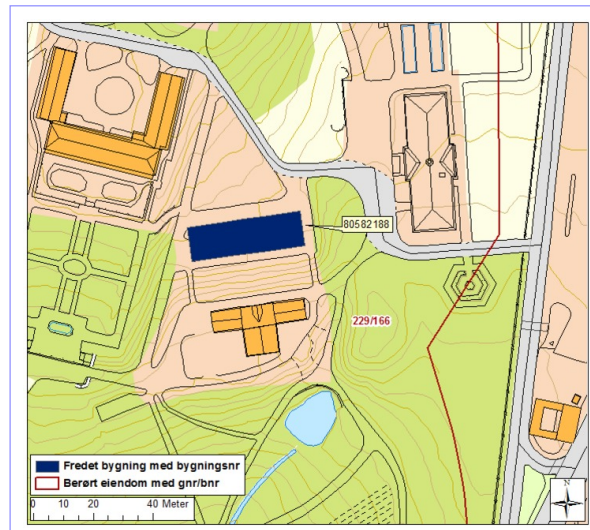 80582188
229/166
Fredet bygning med bygningsnr
Berørt eiendom med gnr/bnr
0 10 20 40 Meter
N